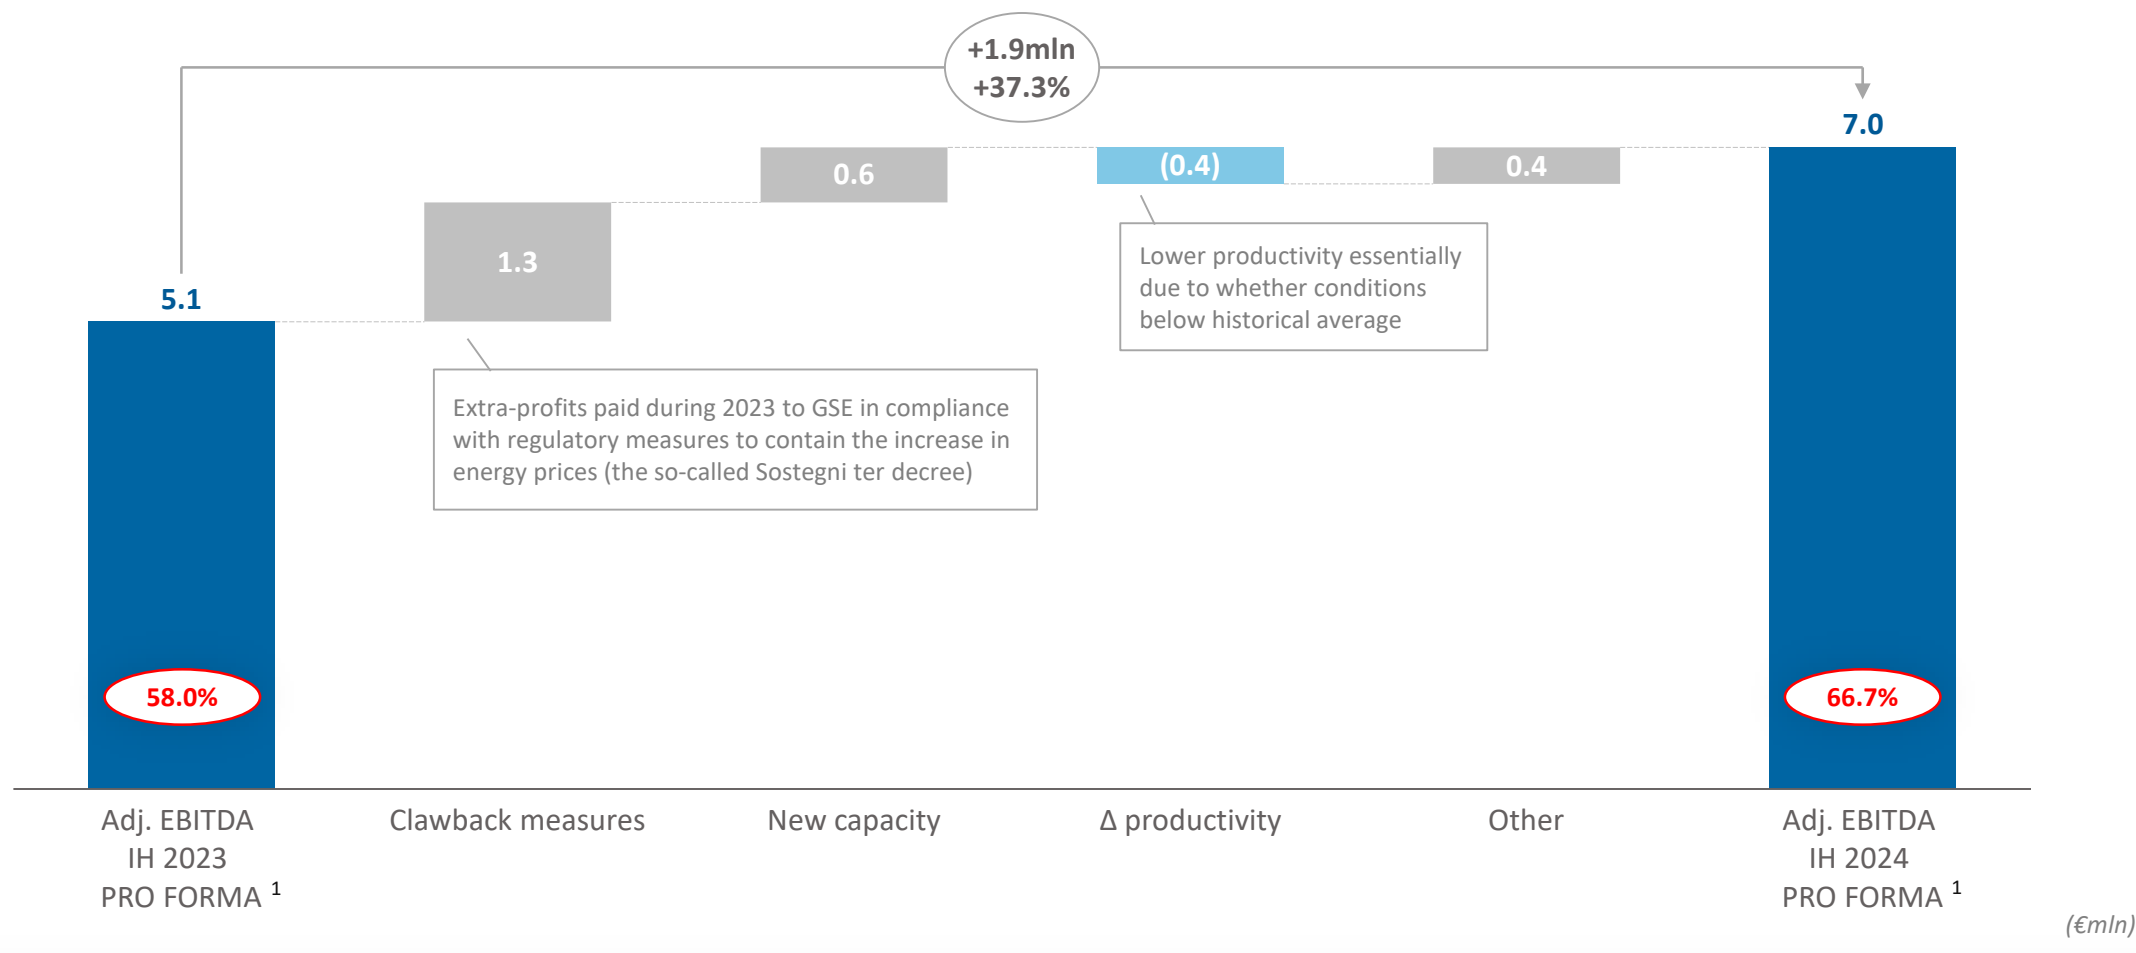 +1.9mln
+37.3%
7.0
0.6
(0.4)
0.4
1.3
5.1
Lower productivity essentially
due to whether conditions
below historical average
Extra-profits paid during 2023 to GSE in compliance
with regulatory measures to contain the increase in
energy prices (the so-called Sostegni ter decree)
58.0%
66.7%
Adj. EBITDA
IH 2023
PRO FORMA 1
Clawback measures
New capacity
Δ productivity
Other
Adj. EBITDA
IH 2024
PRO FORMA 1
(€mln)